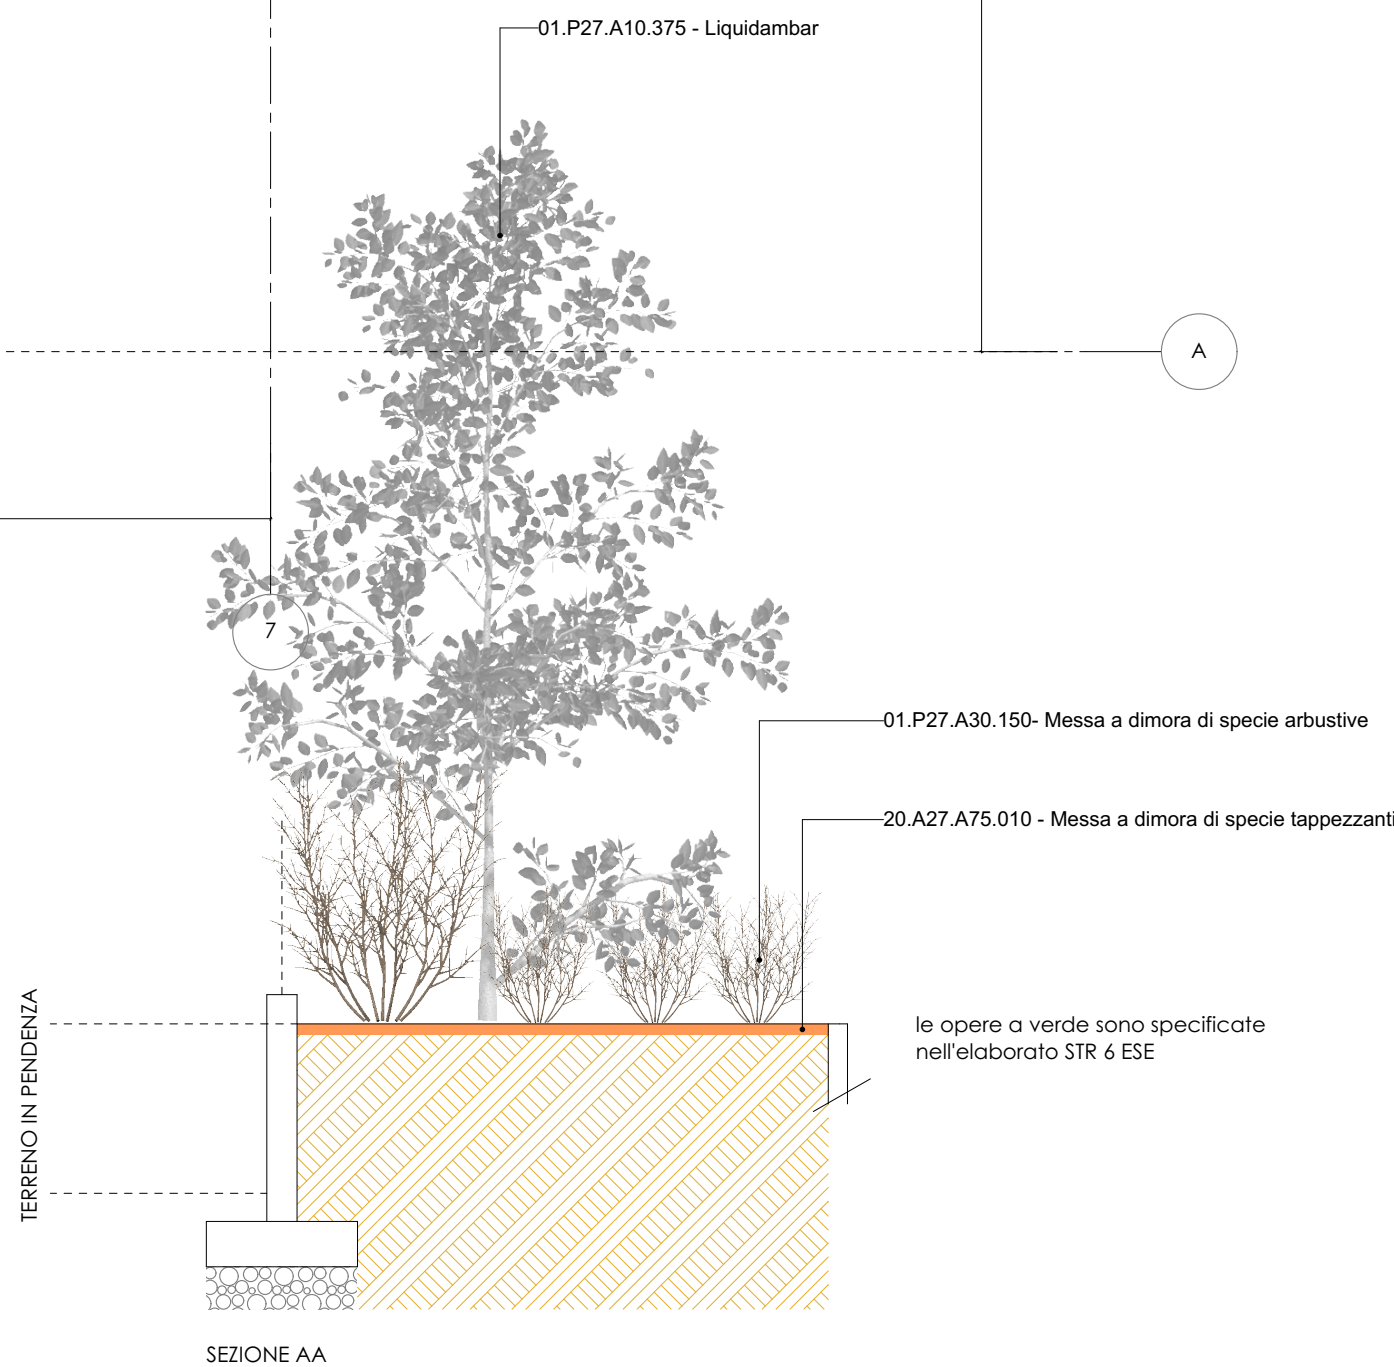 01.P27.A10.375 - Liquidambar
A
7
01.P27.A30.150- Messa a dimora di specie arbustive
20.A27.A75.010 - Messa a dimora di specie tappezzanti
le opere a verde sono specificate
nell'elaborato STR 6 ESE
TERRENO IN PENDENZA
SEZIONE AA